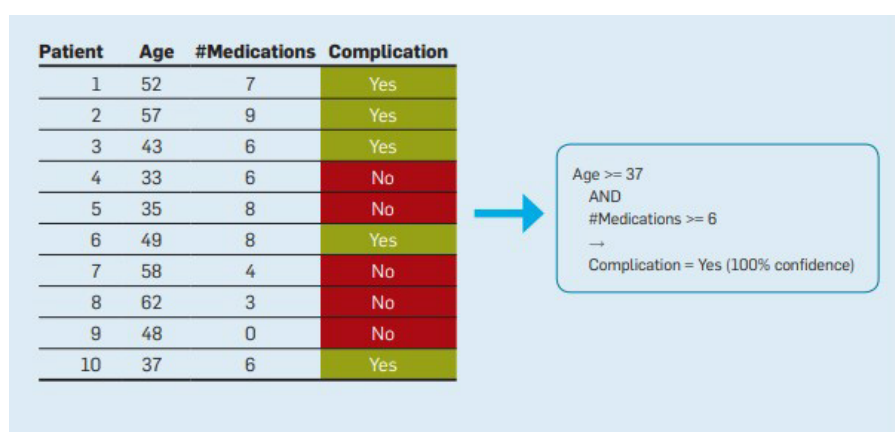 Patient Age #Medications Complication
1 52 7 Yes
2 57 9 Yes
3 43 6 Yes
4 33 6 No
5 35 8 No
6 49 8 Yes
7 58 4 No
8 62 3 No
9 48 0 No
10 37 6 Yes
Age >= 37
AND
#Medications >= 6
→
Complication = Yes (100% confidence)